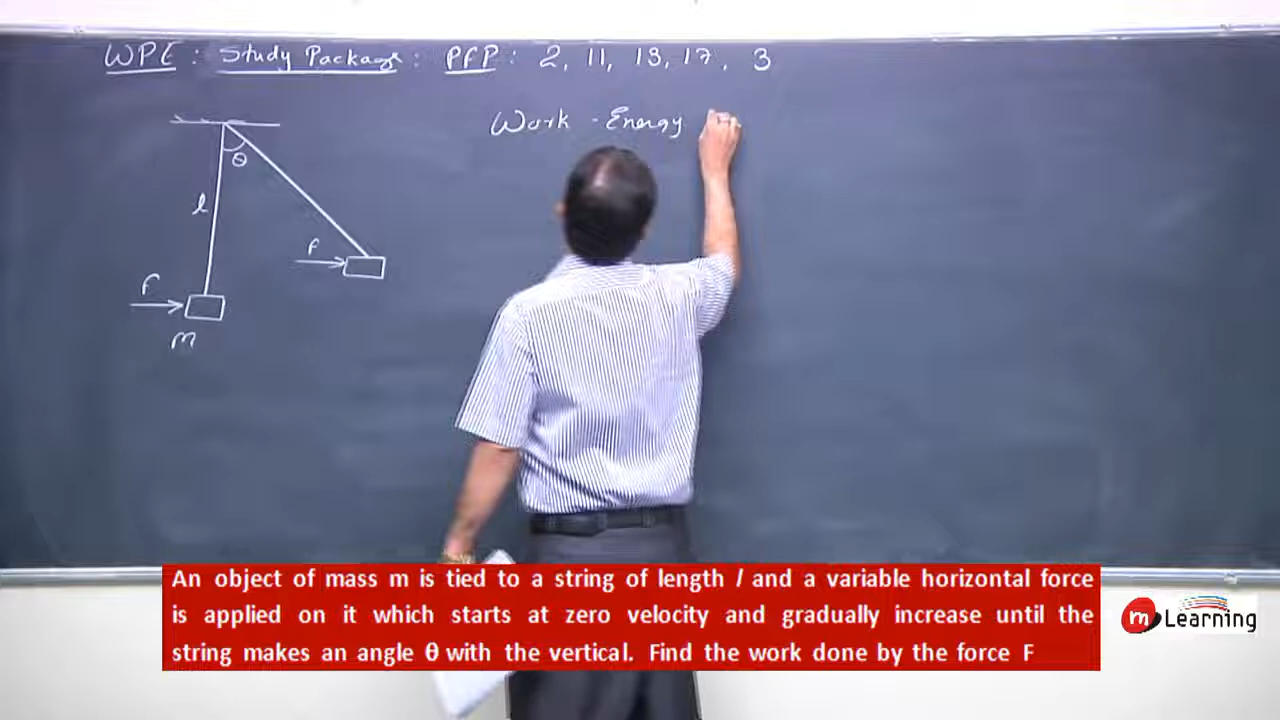 WPE : Study Package : PFP : 2, 11, 13, 17, 3
Work - Energy
θ
l
F
F
m
An object of mass m is tied to a string of length l and a variable horizontal force
is applied on it which starts at zero velocity and gradually increase until the
string makes an angle θ with the vertical. Find the work done by the force F
m Learning